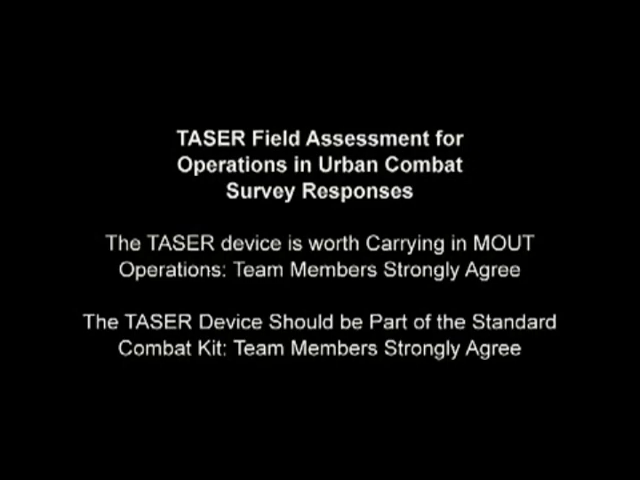 TASER Field Assessment for
Operations in Urban Combat
Survey Responses
The TASER device is worth Carrying in MOUT
Operations: Team Members Strongly Agree
The TASER Device Should be Part of the Standard
Combat Kit: Team Members Strongly Agree